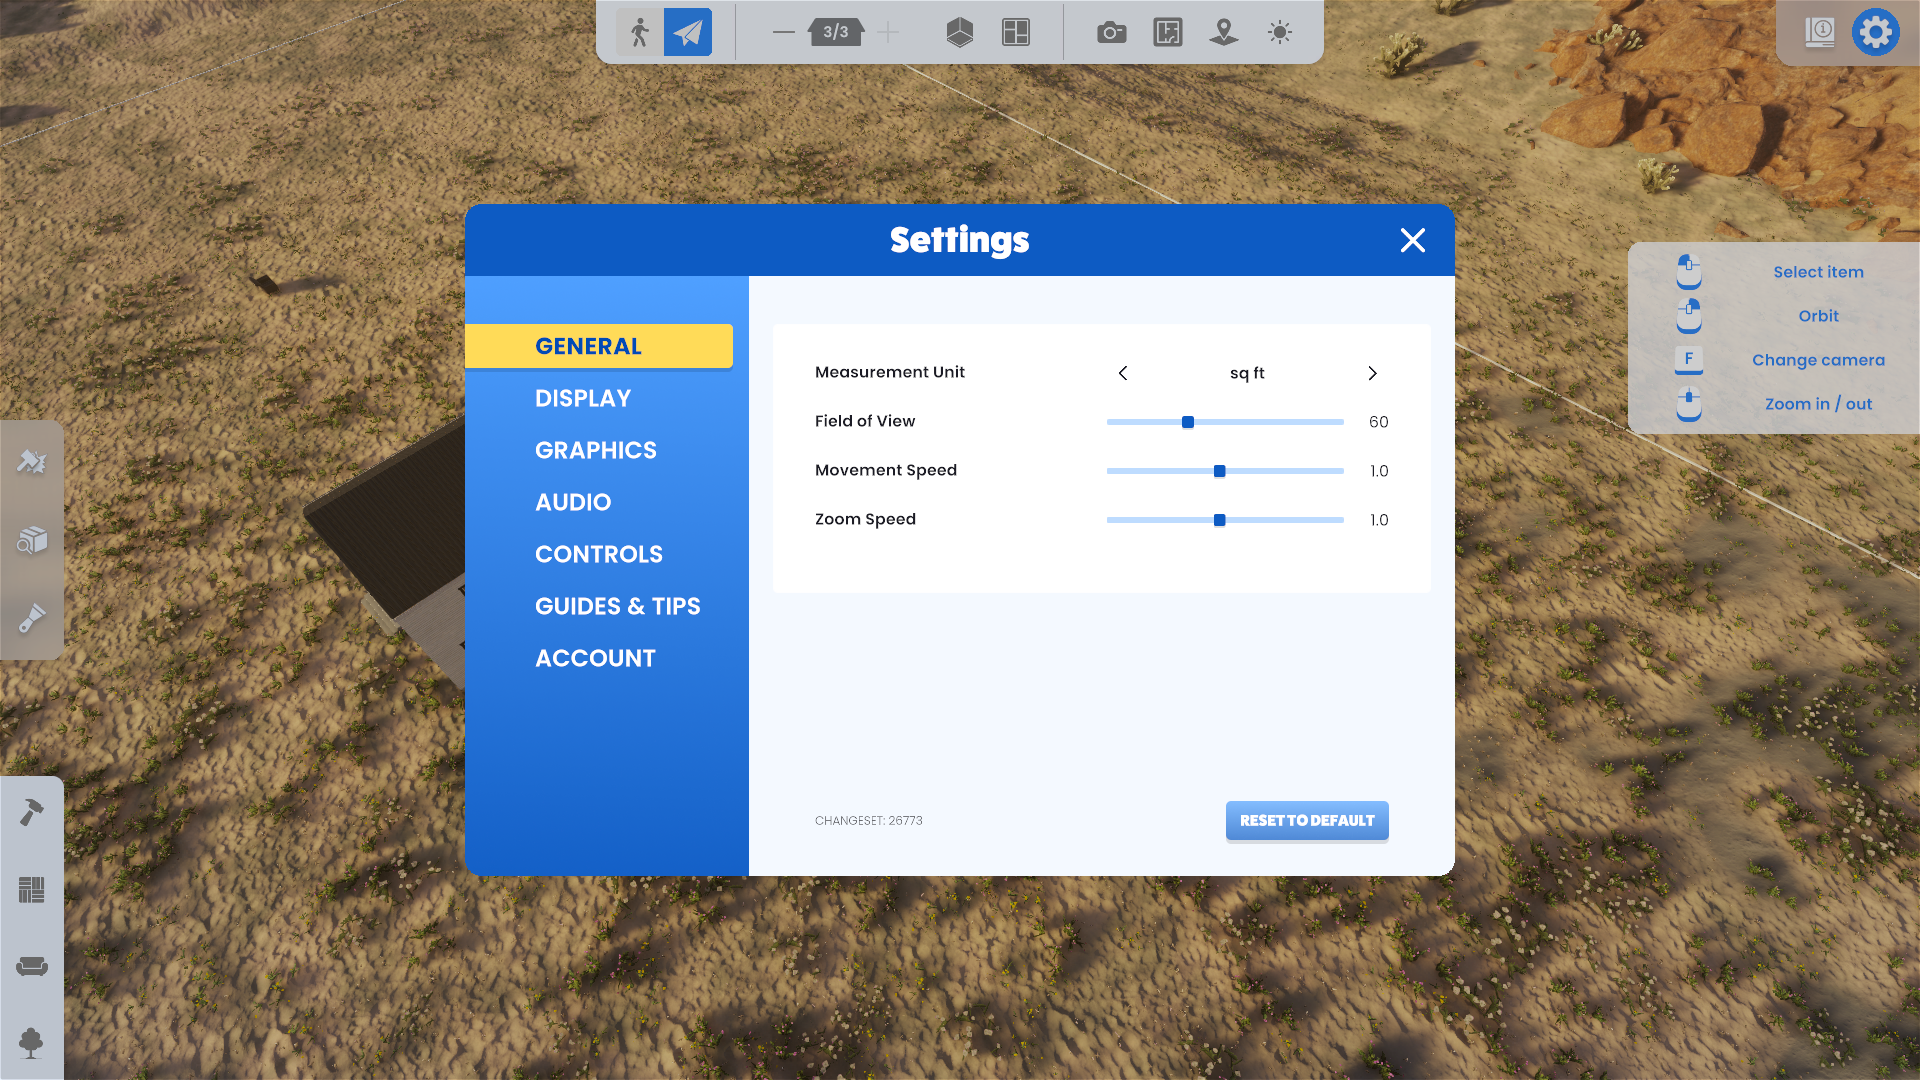 3/3
Settings
Select item
Orbit
F
Change camera
Zoom in / out
GENERAL
DISPLAY
GRAPHICS
AUDIO
CONTROLS
GUIDES & TIPS
ACCOUNT
Measurement Unit
sq ft
Field of View
60
Movement Speed
1.0
Zoom Speed
1.0
CHANGESET: 26773
RESET TO DEFAULT